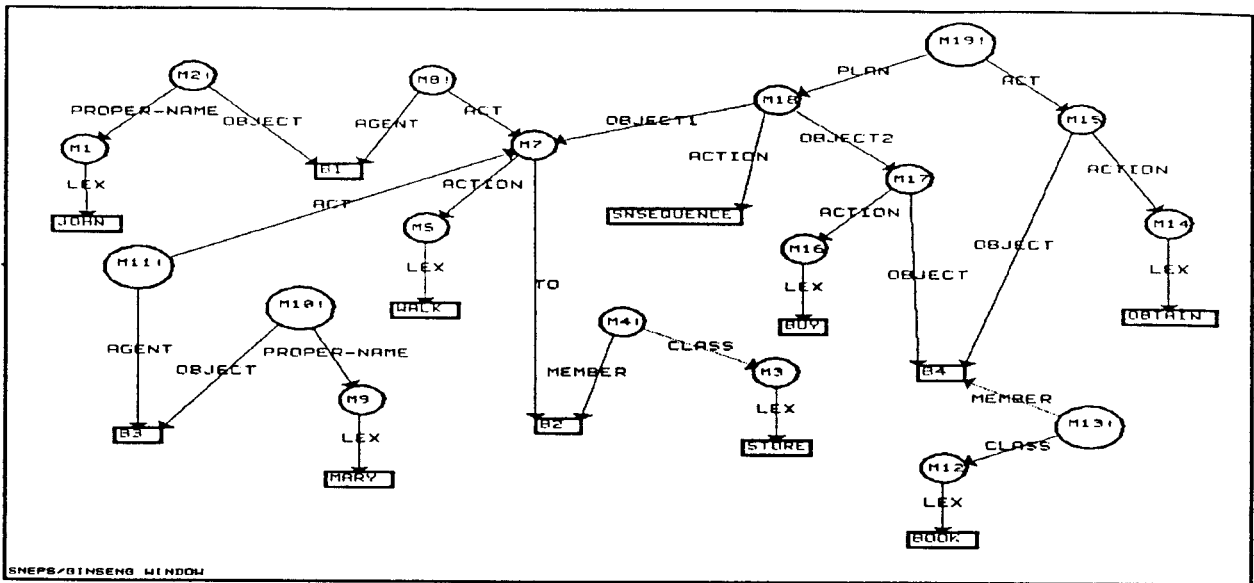 M19!
M2!
M8!
PLAN
ACT
M18
PROPER-NAME
OBJECT
AGENT
ACT
OBJECT1
OBJECT2
M15
M1
M7
ACTION
B1
M17
ACTION
LEX
ACTION
ACT
SNSEQUENCE
ACTION
JOHN
M5
M16
OBJECT
M14
M11!
LEX
OBJECT
LEX
TO
LEX
M10!
WALK
M4!
BUY
OBTAIN
AGENT
PROPER-NAME
CLASS
OBJECT
MEMBER
M3
B4
M9
MEMBER
B3
LEX
B2
LEX
M13!
STORE
CLASS
MARY
M12
LEX
BOOK
SNEPS/GINSENG WINDOW